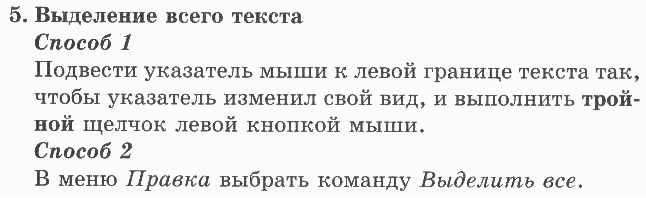 5. Выделение всего текста
Способ 1
Подвести указатель мыши к левой границе текста так,
чтобы указатель изменил свой вид, и выполнить трой-
ной щелчок левой кнопкой мыши.
Способ 2
В меню Правка выбрать команду Выделить все.